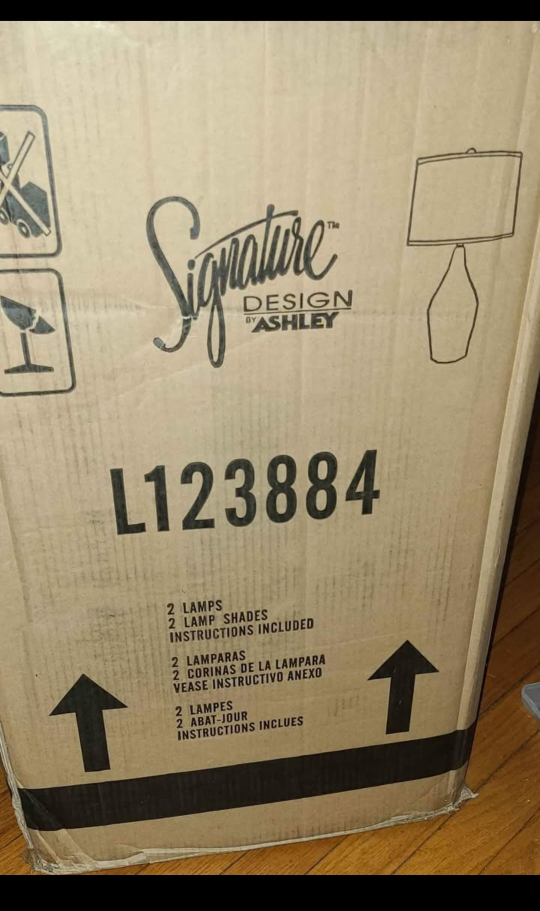 Signature™
DESIGN
BY ASHLEY
L123884
2 LAMPS
2 LAMP SHADES
INSTRUCTIONS INCLUDED
2 LAMPARAS
2 CORINAS DE LA LAMPARA
VEASE INSTRUCTIVO ANEXO
2 LAMPES
2 ABAT-JOUR
INSTRUCTIONS INCLUES